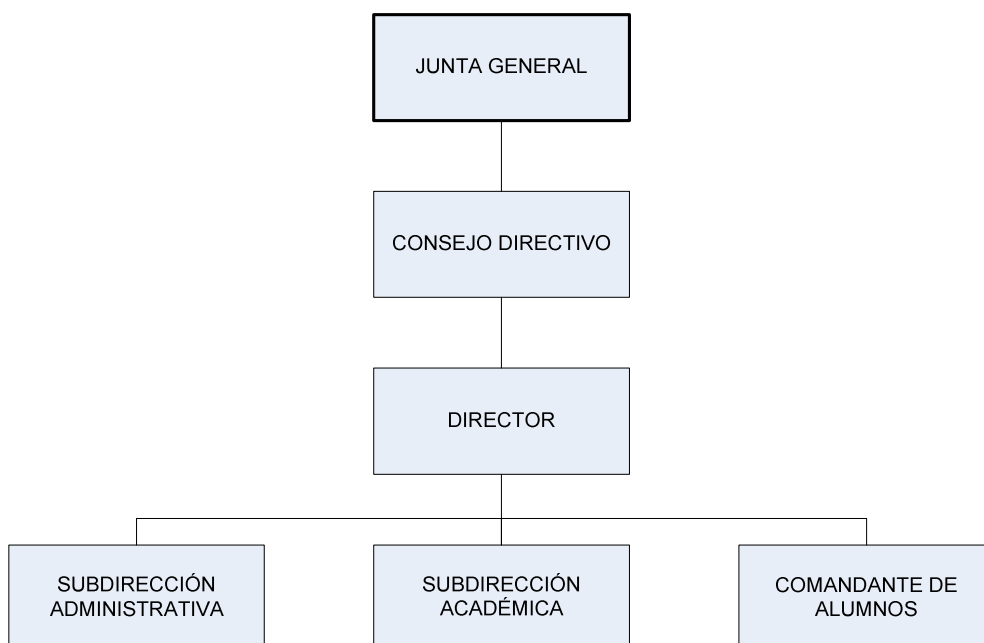 JUNTA GENERAL
CONSEJO DIRECTIVO
DIRECTOR
SUBDIRECCIÓN
ADMINISTRATIVA
SUBDIRECCIÓN
ACADÉMICA
COMANDANTE DE
ALUMNOS